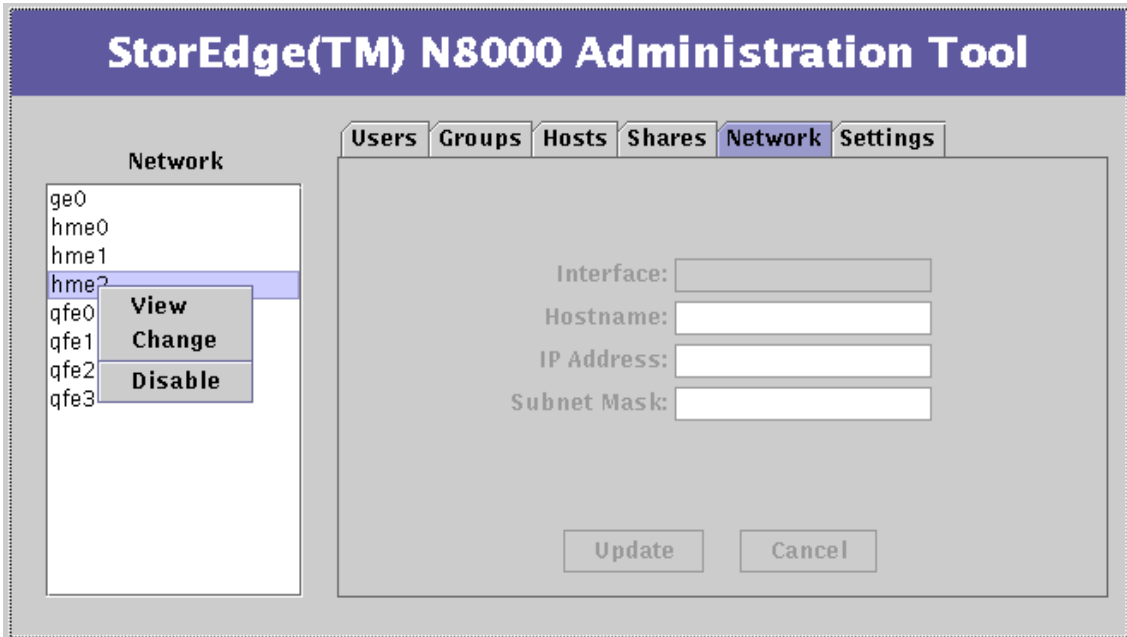 StorEdge(TM) N8000 Administration Tool
Users Groups Hosts Shares Network Settings
Network
ge0
hme0
hme1
hme2
qfe0
qfe1
qfe2
qfe3
View
Change
Disable
Interface:
Hostname:
IP Address:
Subnet Mask:
Update Cancel